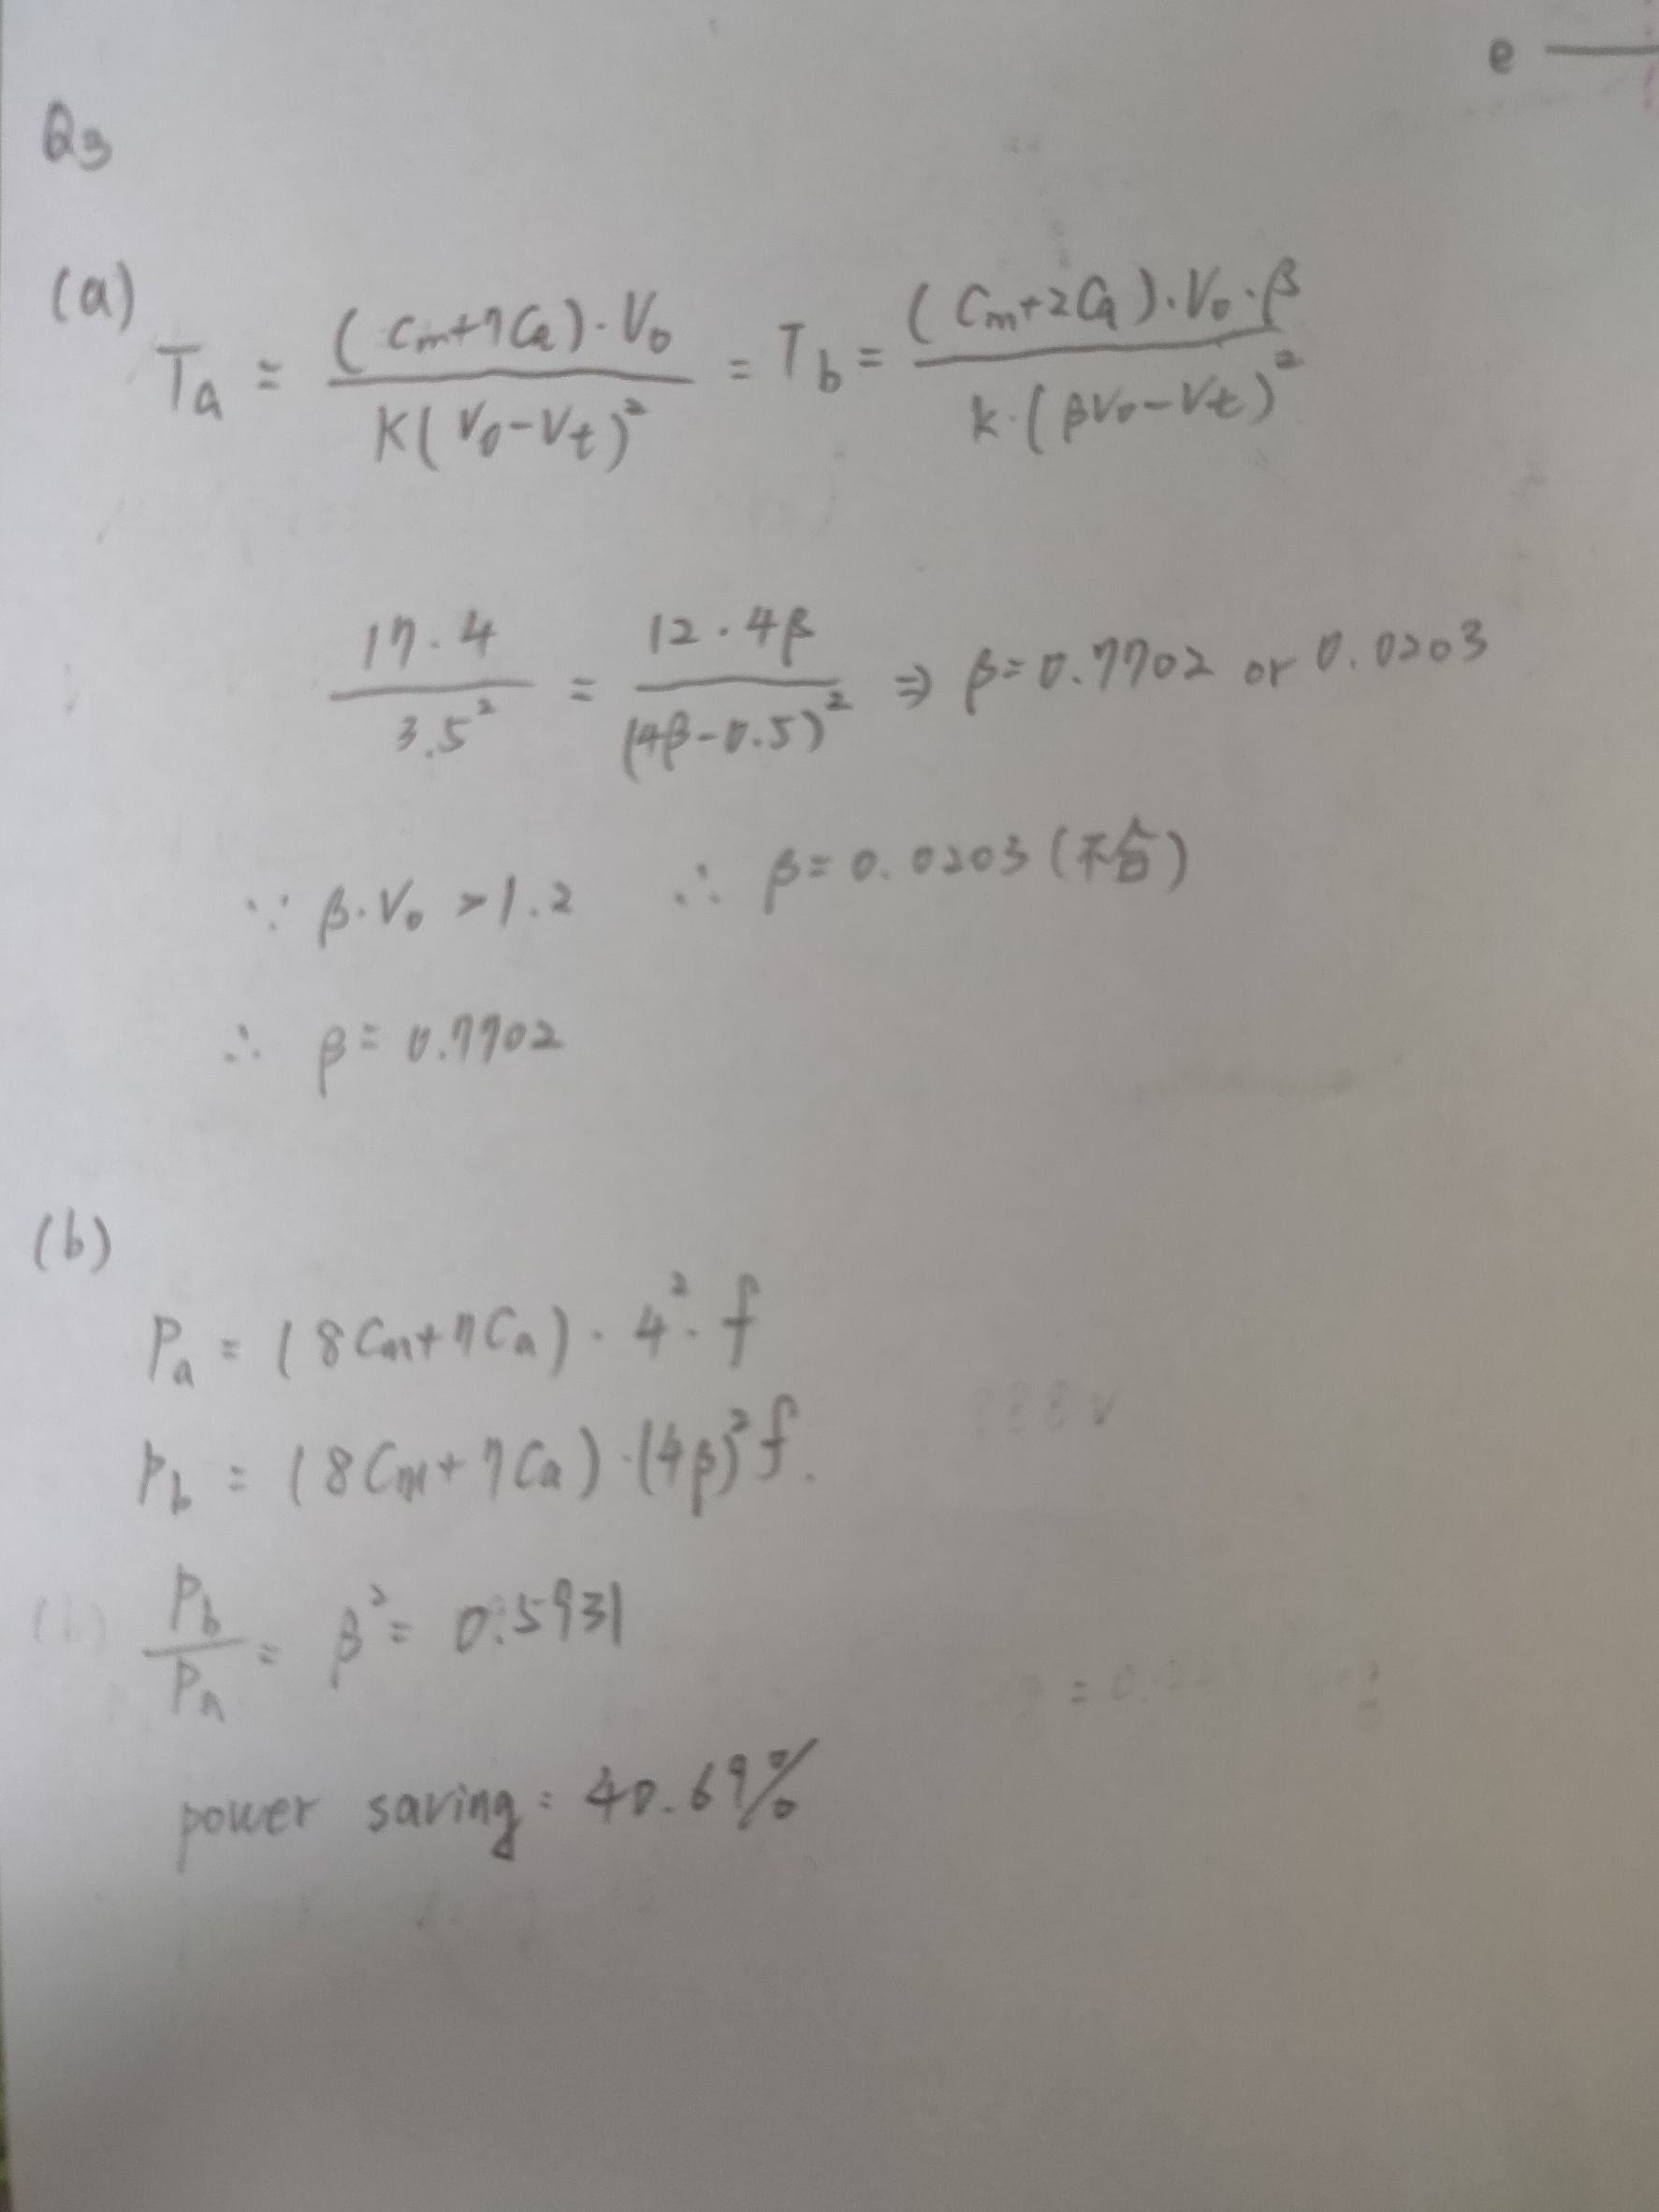 e —
Q3
(a) Ta = (Cm+7Ca)·V0 / K(V0-Vt)² = Tb = (Cm+2Ca)·V0·β / k·(βV0-Vt)²
17·4 / 3.5² = 12·4β / (4β-0.5)² ⇒ β=0.7702 or 0.0203
∵ β·V0 > 1.2 ∴ β=0.0203 (不合)
∴ β=0.7702
(b)
Pa = (8Cm+7Ca)·4²·f
Pb = (8Cm+7Ca)·(4β)²f.
Pb / Pa = β² = 0.5931
power saving: 40.69%